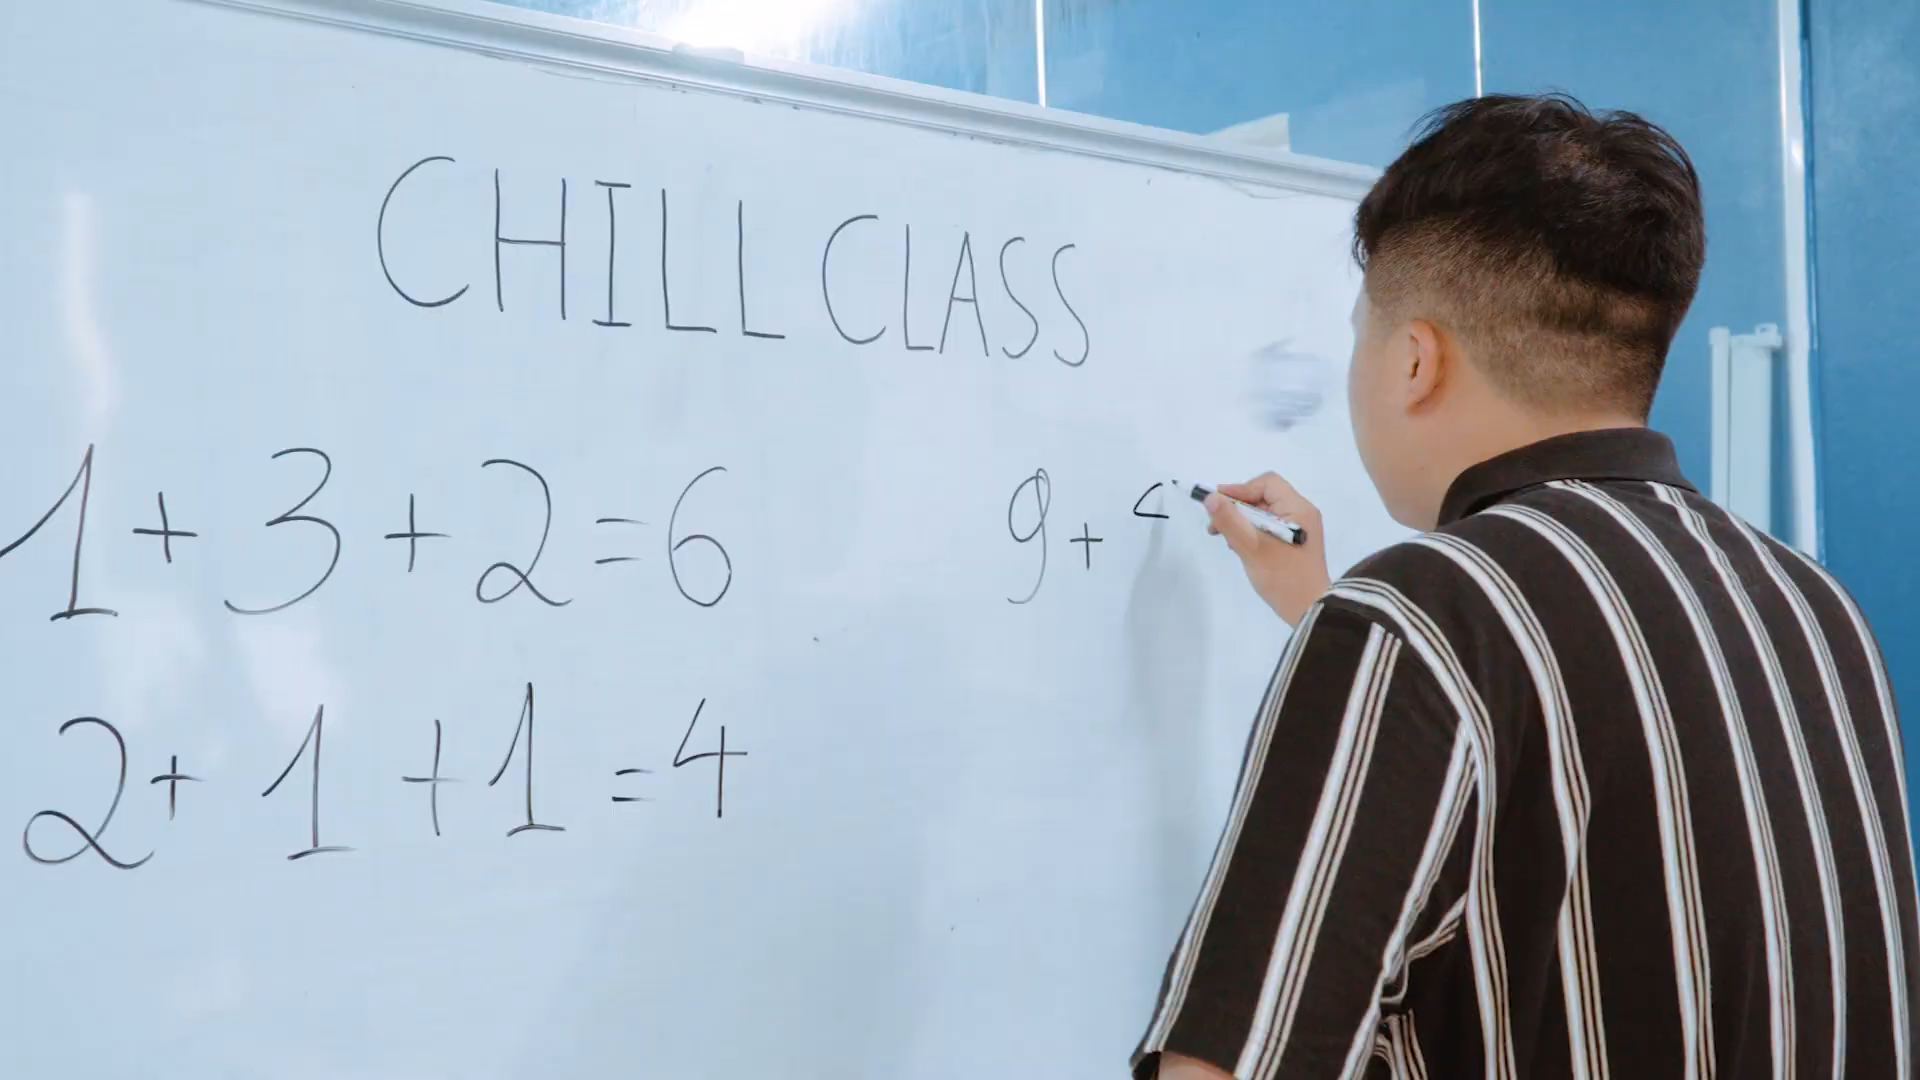 CHILL CLASS
1 + 3 + 2 = 6
9 +
2 + 1 + 1 = 4